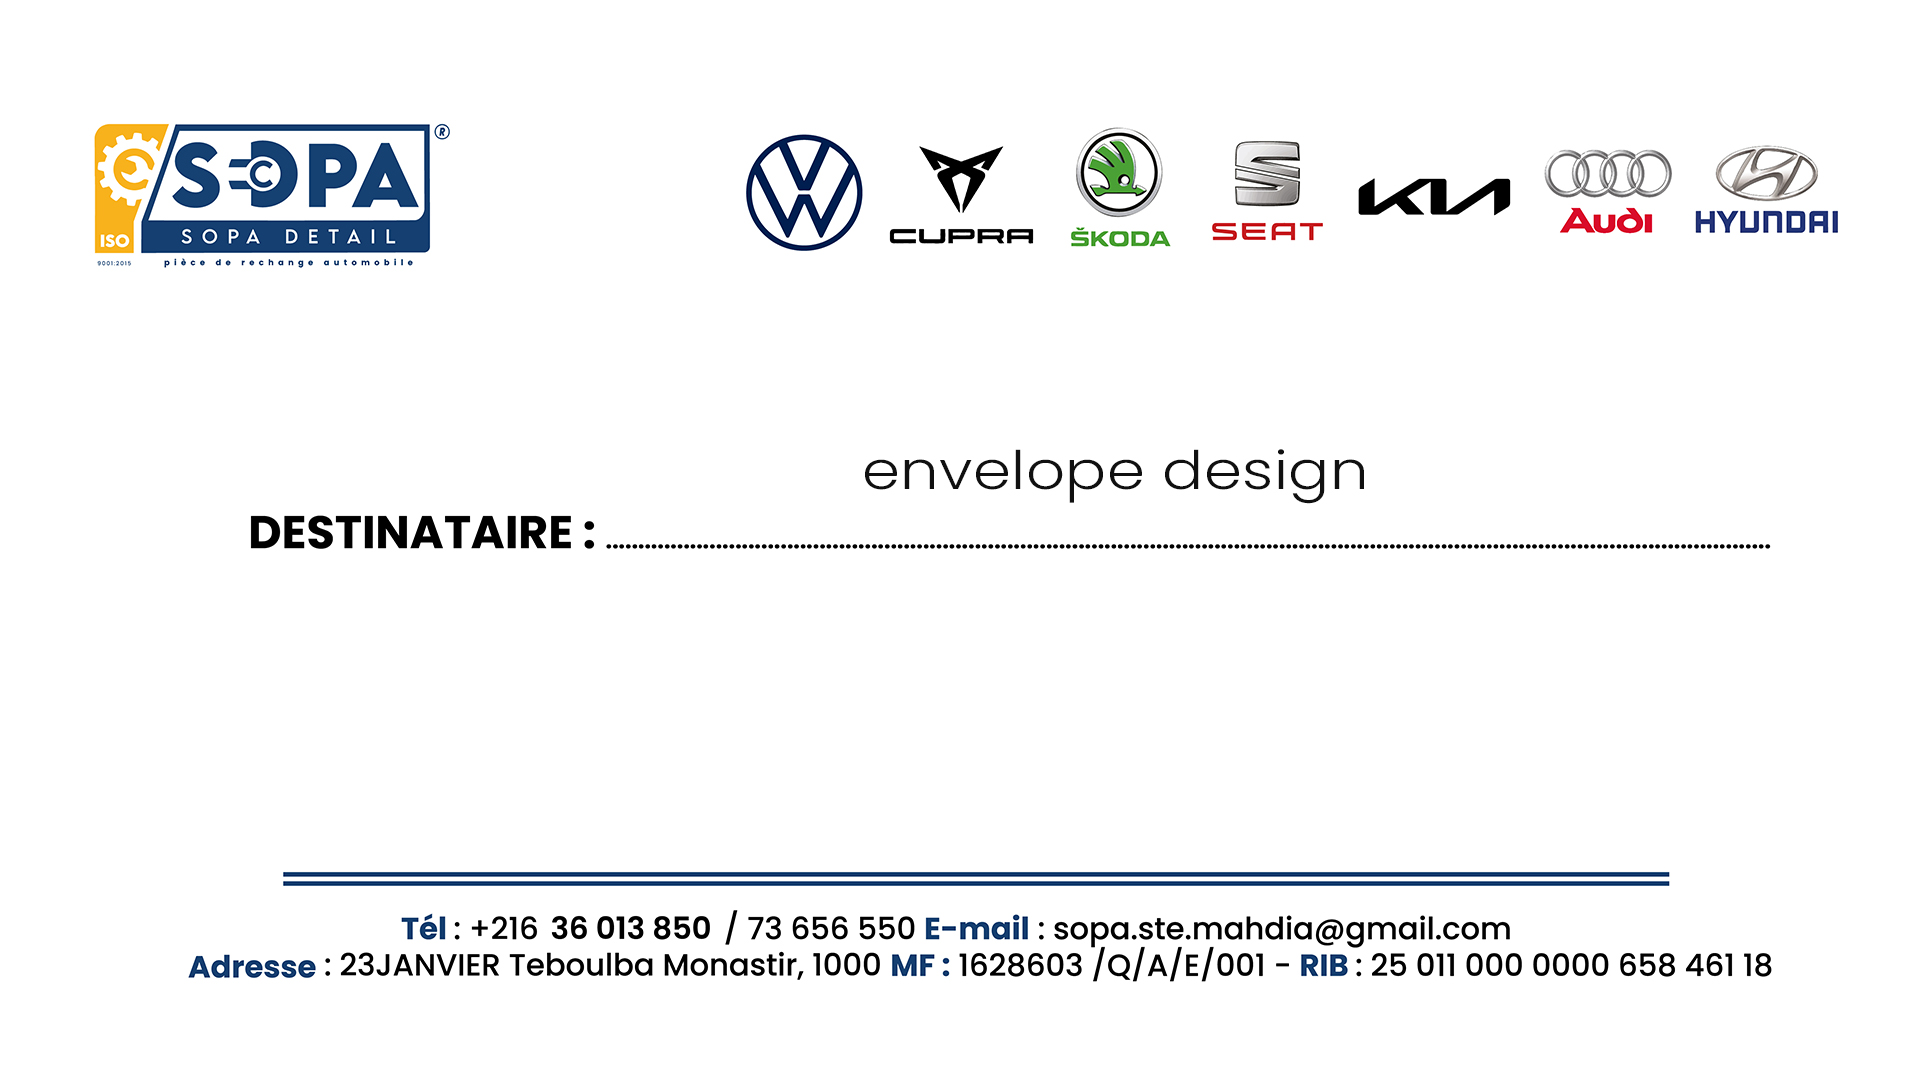 SOPA ®
ISO SOPA DETAIL
9001:2015 pièce de rechange automobile
CUPRA
ŠKODA
SEAT
KIA
Audi
HYUNDAI
envelope design
DESTINATAIRE : ........................................................................
Tél : +216 36 013 850 / 73 656 550 E-mail : sopa.ste.mahdia@gmail.com
Adresse : 23JANVIER Teboulba Monastir, 1000 MF : 1628603 /Q/A/E/001 - RIB : 25 011 000 0000 658 461 18